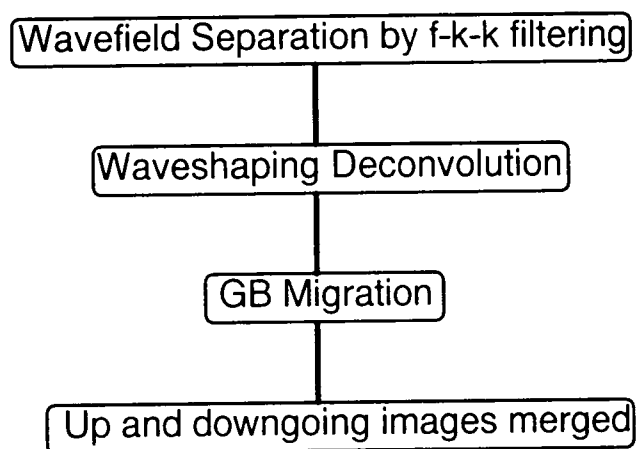 Wavefield Separation by f-k-k filtering
Waveshaping Deconvolution
GB Migration
Up and downgoing images merged